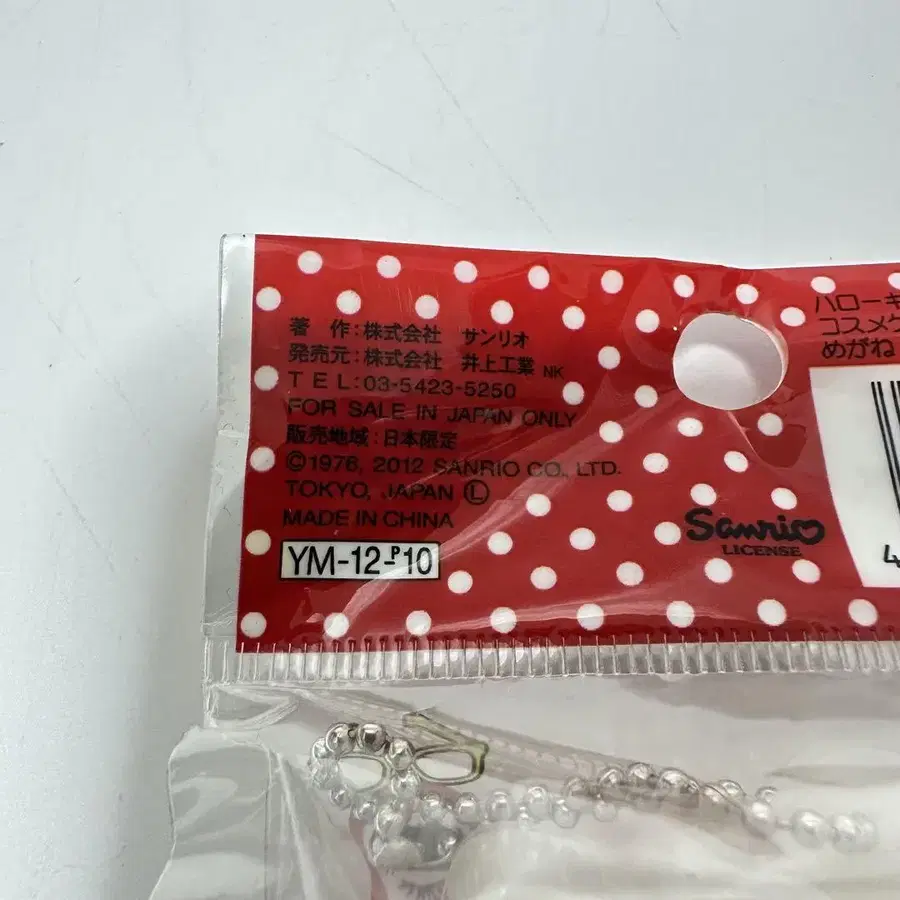 著 作:株式会社 サンリオ
発売元:株式会社 井上工業 NK
TEL:03-5423-5250
FOR SALE IN JAPAN ONLY
販売地域:日本限定
©1976, 2012 SANRIO CO., LTD.
TOKYO, JAPAN Ⓛ
MADE IN CHINA
YM-12-P10
ハローキ
コスメケ
めがね
Sanrio
LICENSE
4